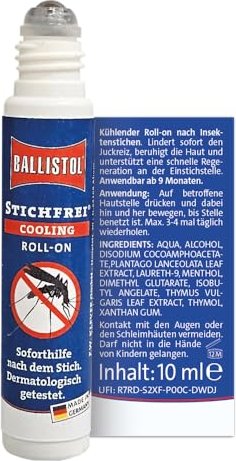 BALLISTOL
STICHFREI®
COOLING
ROLL-ON
Soforthilfe
nach dem Stich.
Dermatologisch
getestet.
MADE IN
GERMANY
Kühlender Roll-on nach Insek-
tenstichen. Lindert sofort den
Juckreiz, beruhigt die Haut und
unterstützt eine schnelle Rege-
neration an der Einstichstelle.
Anwendbar ab 9 Monaten.
Anwendung: Auf betroffene
Hautstelle drücken und dabei
hin und her bewegen, bis Stelle
benetzt ist. Max. 3-4 mal täglich
wiederholen.
INGREDIENTS: AQUA, ALCOHOL,
DISODIUM COCOAMPHOACETA-
TE,PLANTAGO LANCEOLATA LEAF
EXTRACT, LAURETH-9, MENTHOL,
DIMETHYL GLUTARATE, ISOBU-
TYL ANGELATE, THYMUS VUL-
GARIS LEAF EXTRACT, THYMOL,
XANTHAN GUM.
Kontakt mit den Augen oder
den Schleimhäuten vermeiden.
Darf nicht in die Hände
von Kindern gelangen.
12M
Inhalt: 10 ml e
UFI: R7RD-S2XF-P00C-DWDJ